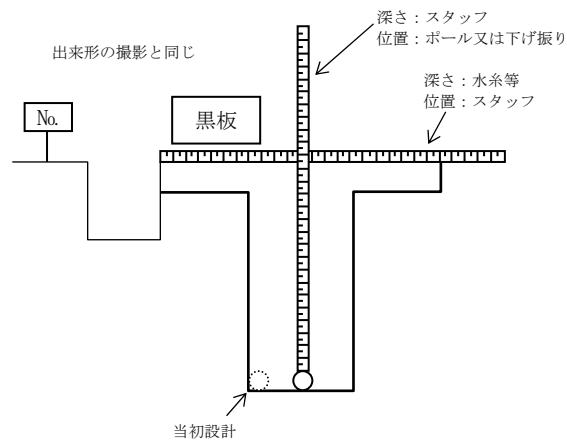 深さ：スタッフ
位置：ポール又は下げ振り
出来形の撮影と同じ
深さ：水糸等
位置：スタッフ
No.
黒板
当初設計